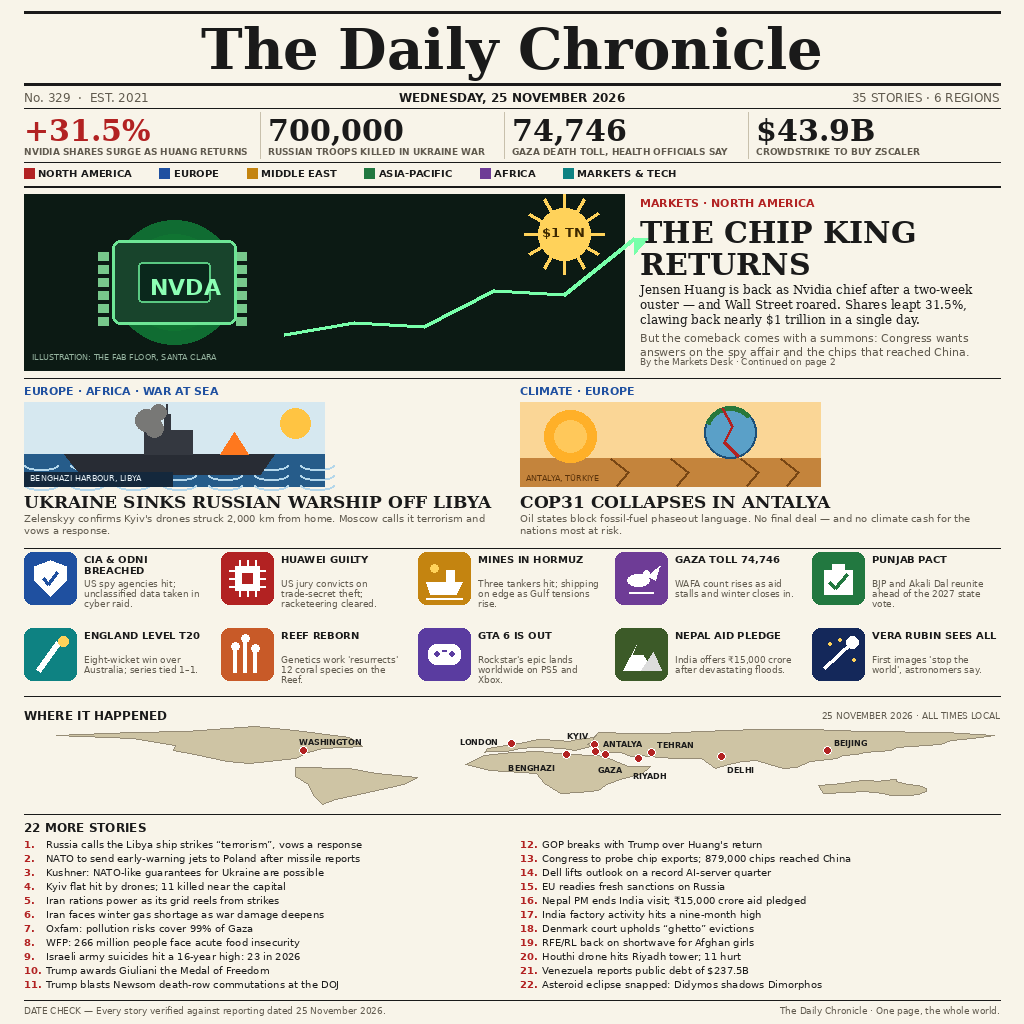 The Daily Chronicle
No. 329 · EST. 2021
WEDNESDAY, 25 NOVEMBER 2026
35 STORIES · 6 REGIONS
+31.5%
NVIDIA SHARES SURGE AS HUANG RETURNS
700,000
RUSSIAN TROOPS KILLED IN UKRAINE WAR
74,746
GAZA DEATH TOLL, HEALTH OFFICIALS SAY
$43.9B
CROWDSTRIKE TO BUY ZSCALER
NORTH AMERICA
EUROPE
MIDDLE EAST
ASIA-PACIFIC
AFRICA
MARKETS & TECH
NVDA
$1 TN
ILLUSTRATION: THE FAB FLOOR, SANTA CLARA
MARKETS · NORTH AMERICA
THE CHIP KING
RETURNS
Jensen Huang is back as Nvidia chief after a two-week
ouster — and Wall Street roared. Shares leapt 31.5%,
clawing back nearly $1 trillion in a single day.
But the comeback comes with a summons: Congress wants
answers on the spy affair and the chips that reached China.
By the Markets Desk · Continued on page 2
EUROPE · AFRICA · WAR AT SEA
BENGHAZI HARBOUR, LIBYA
UKRAINE SINKS RUSSIAN WARSHIP OFF LIBYA
Zelenskyy confirms Kyiv's drones struck 2,000 km from home. Moscow calls it terrorism and
vows a response.
CLIMATE · EUROPE
ANTALYA, TÜRKIYE
COP31 COLLAPSES IN ANTALYA
Oil states block fossil-fuel phaseout language. No final deal — and no climate cash for the
nations most at risk.
CIA & ODNI
BREACHED
US spy agencies hit;
unclassified data taken in
cyber raid.
HUAWEI GUILTY
US jury convicts on
trade-secret theft;
racketeering cleared.
MINES IN HORMUZ
Three tankers hit; shipping
on edge as Gulf tensions
rise.
GAZA TOLL 74,746
WAFA count rises as aid
stalls and winter closes in.
PUNJAB PACT
BJP and Akali Dal reunite
ahead of the 2027 state
vote.
ENGLAND LEVEL T20
Eight-wicket win over
Australia; series tied 1–1.
REEF REBORN
Genetics work 'resurrects'
12 coral species on the
Reef.
GTA 6 IS OUT
Rockstar's epic lands
worldwide on PS5 and
Xbox.
NEPAL AID PLEDGE
India offers ₹15,000 crore
after devastating floods.
VERA RUBIN SEES ALL
First images 'stop the
world', astronomers say.
WHERE IT HAPPENED
25 NOVEMBER 2026 · ALL TIMES LOCAL
WASHINGTON
LONDON
KYIV
ANTALYA
TEHRAN
BEIJING
BENGHAZI
GAZA
RIYADH
DELHI
22 MORE STORIES
1. Russia calls the Libya ship strikes “terrorism”, vows a response
2. NATO to send early-warning jets to Poland after missile reports
3. Kushner: NATO-like guarantees for Ukraine are possible
4. Kyiv flat hit by drones; 11 killed near the capital
5. Iran rations power as its grid reels from strikes
6. Iran faces winter gas shortage as war damage deepens
7. Oxfam: pollution risks cover 99% of Gaza
8. WFP: 266 million people face acute food insecurity
9. Israeli army suicides hit a 16-year high: 23 in 2026
10. Trump awards Giuliani the Medal of Freedom
11. Trump blasts Newsom death-row commutations at the DOJ
12. GOP breaks with Trump over Huang's return
13. Congress to probe chip exports; 879,000 chips reached China
14. Dell lifts outlook on a record AI-server quarter
15. EU readies fresh sanctions on Russia
16. Nepal PM ends India visit; ₹15,000 crore aid pledged
17. India factory activity hits a nine-month high
18. Denmark court upholds “ghetto” evictions
19. RFE/RL back on shortwave for Afghan girls
20. Houthi drone hits Riyadh tower; 11 hurt
21. Venezuela reports public debt of $237.5B
22. Asteroid eclipse snapped: Didymos shadows Dimorphos
DATE CHECK — Every story verified against reporting dated 25 November 2026.
The Daily Chronicle · One page, the whole world.